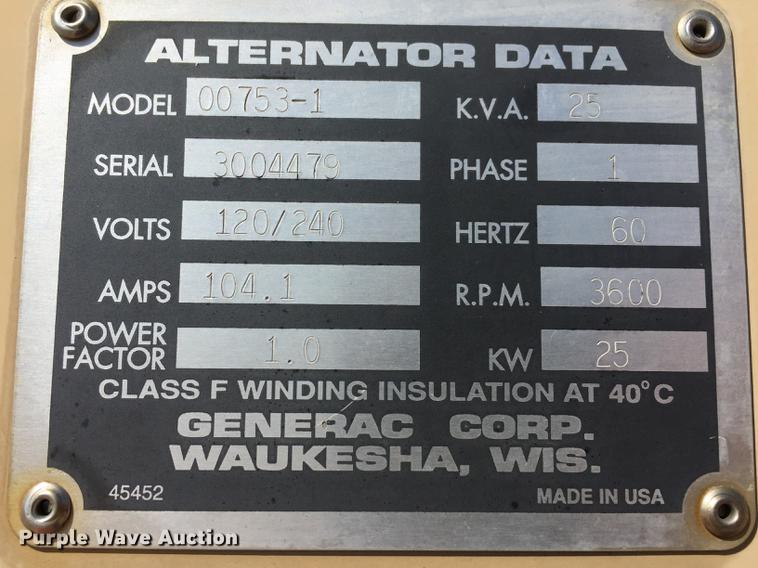 ALTERNATOR DATA
MODEL 00753-1 K.V.A. 25
SERIAL 3004479 PHASE 1
VOLTS 120/240 HERTZ 60
AMPS 104.1 R.P.M. 3600
POWER FACTOR 1.0 KW 25
CLASS F WINDING INSULATION AT 40°C
GENERAC CORP.
WAUKESHA, WIS.
45452 MADE IN USA
Purple Wave Auction